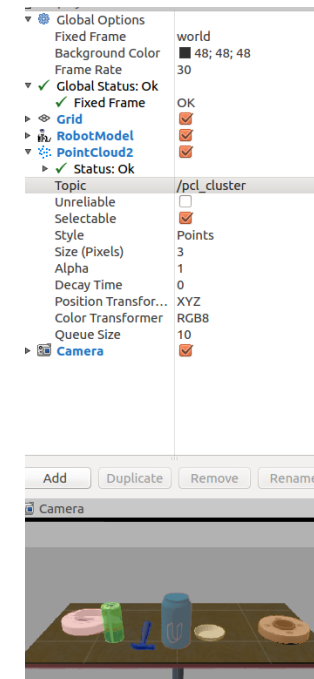 Global Options
Fixed Frame world
Background Color 48; 48; 48
Frame Rate 30
Global Status: Ok
Fixed Frame OK
Grid
RobotModel
PointCloud2
Status: Ok
Topic /pcl_cluster
Unreliable
Selectable
Style Points
Size (Pixels) 3
Alpha 1
Decay Time 0
Position Transfor... XYZ
Color Transformer RGB8
Queue Size 10
Camera
Add Duplicate Remove Rename
Camera